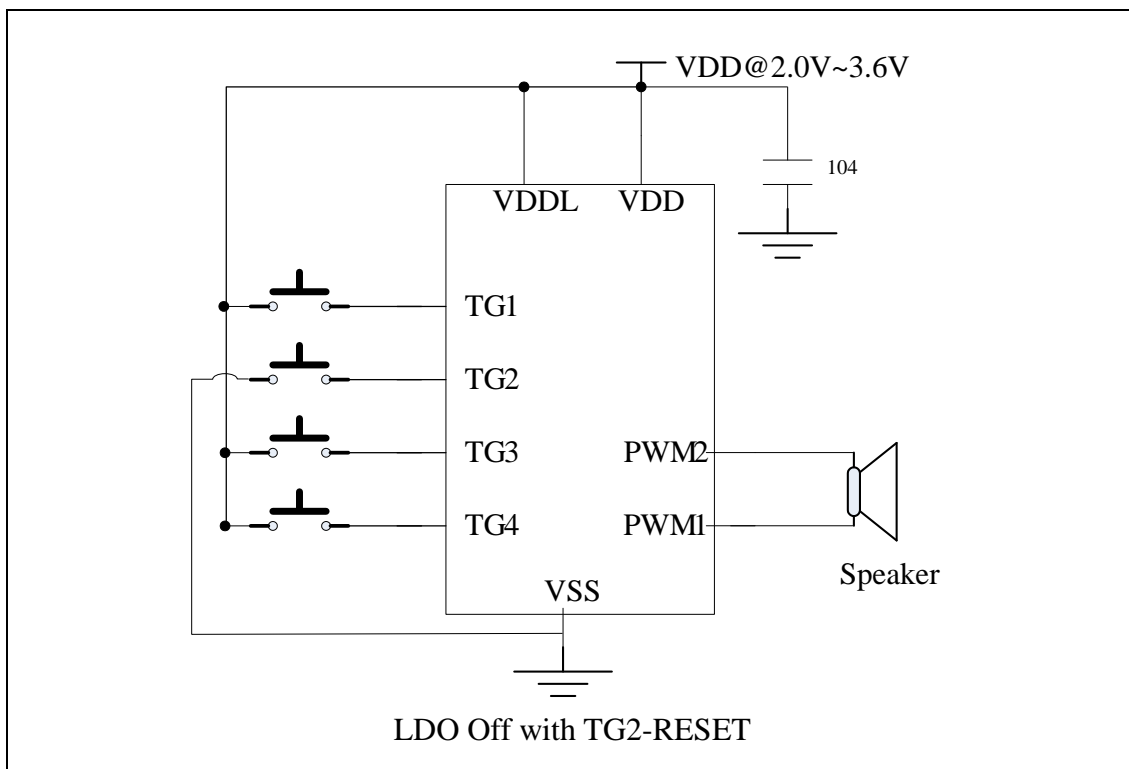 VDD@2.0V~3.6V
104
VDDL VDD
TG1
TG2
TG3 PWM2
TG4 PWM1
Speaker
VSS
LDO Off with TG2-RESET